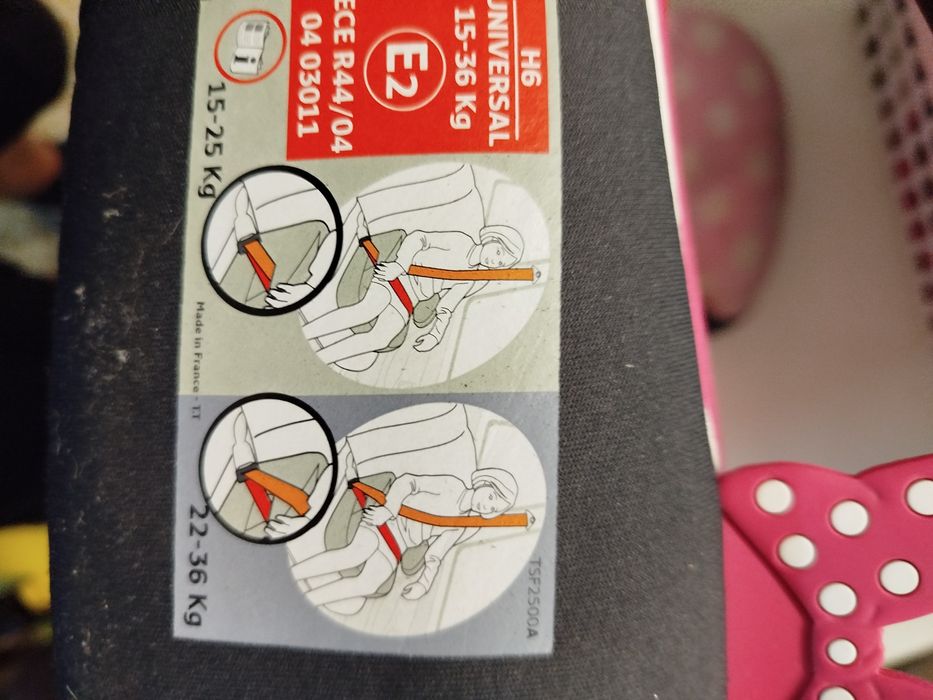 H6
UNIVERSAL
15-36 Kg
E2
ECE R44/04
04 03011
i
TSF2500A
15-25 Kg
22-36 Kg
Made in France - TT